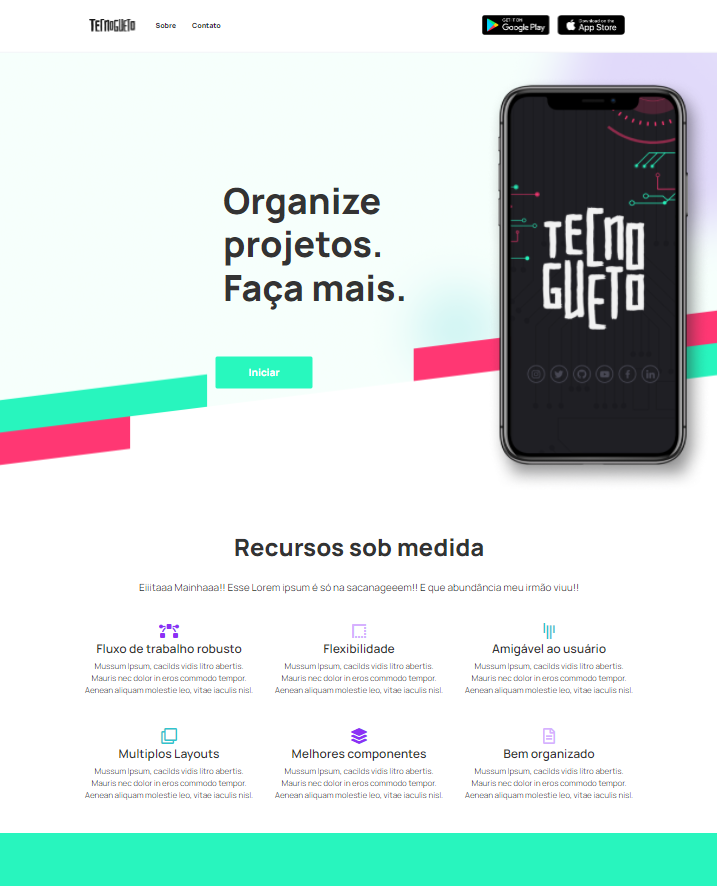 TECNOGUETO
Sobre
Contato
GET IT ON
Google Play
Download on the
App Store
Organize
projetos.
Faça mais.
Iniciar
TECNO
GUETO
Recursos sob medida
Eiiitaaa Mainhaaa!! Esse Lorem ipsum é só na sacanageeem!! E que abundância meu irmão viuu!!
Fluxo de trabalho robusto
Mussum Ipsum, cacilds vidis litro abertis.
Mauris nec dolor in eros commodo tempor.
Aenean aliquam molestie leo, vitae iaculis nisl.
Flexibilidade
Mussum Ipsum, cacilds vidis litro abertis.
Mauris nec dolor in eros commodo tempor.
Aenean aliquam molestie leo, vitae iaculis nisl.
Amigável ao usuário
Mussum Ipsum, cacilds vidis litro abertis.
Mauris nec dolor in eros commodo tempor.
Aenean aliquam molestie leo, vitae iaculis nisl.
Multiplos Layouts
Mussum Ipsum, cacilds vidis litro abertis.
Mauris nec dolor in eros commodo tempor.
Aenean aliquam molestie leo, vitae iaculis nisl.
Melhores componentes
Mussum Ipsum, cacilds vidis litro abertis.
Mauris nec dolor in eros commodo tempor.
Aenean aliquam molestie leo, vitae iaculis nisl.
Bem organizado
Mussum Ipsum, cacilds vidis litro abertis.
Mauris nec dolor in eros commodo tempor.
Aenean aliquam molestie leo, vitae iaculis nisl.